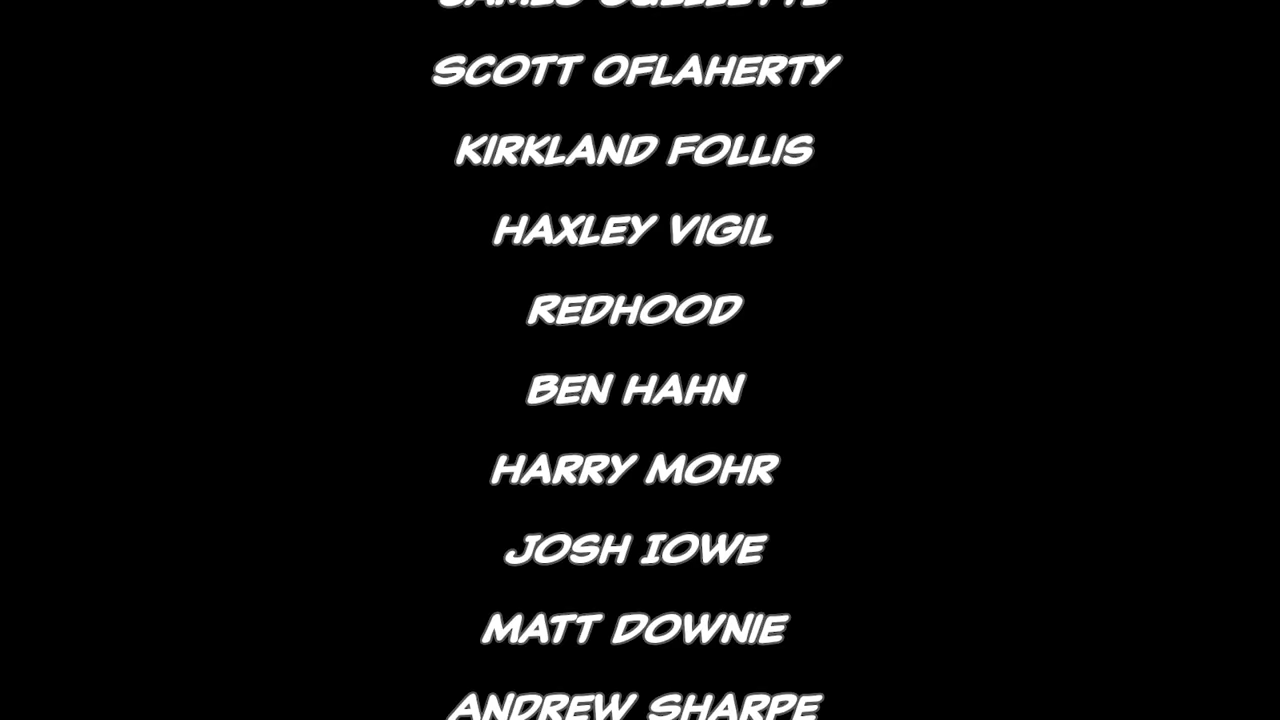 SCOTT OFLAHERTY
KIRKLAND FOLLIS
HAXLEY VIGIL
REDHOOD
BEN HAHN
HARRY MOHR
JOSH IOWE
MATT DOWNIE
ANDREW SHARPE